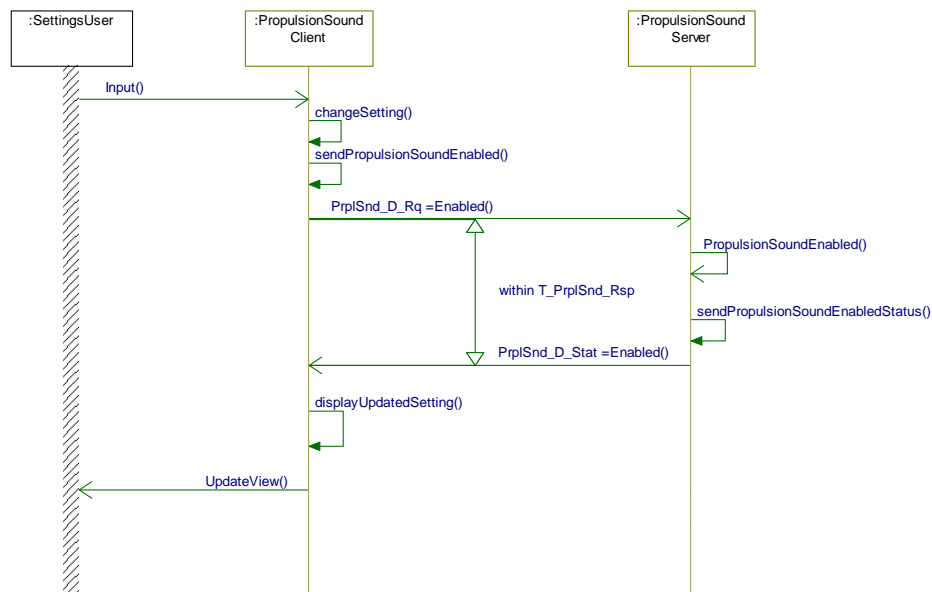 :SettingsUser
:PropulsionSound
Client
:PropulsionSound
Server
Input()
changeSetting()
sendPropulsionSoundEnabled()
PrplSnd_D_Rq =Enabled()
PropulsionSoundEnabled()
within T_PrplSnd_Rsp
sendPropulsionSoundEnabledStatus()
PrplSnd_D_Stat =Enabled()
displayUpdatedSetting()
UpdateView()